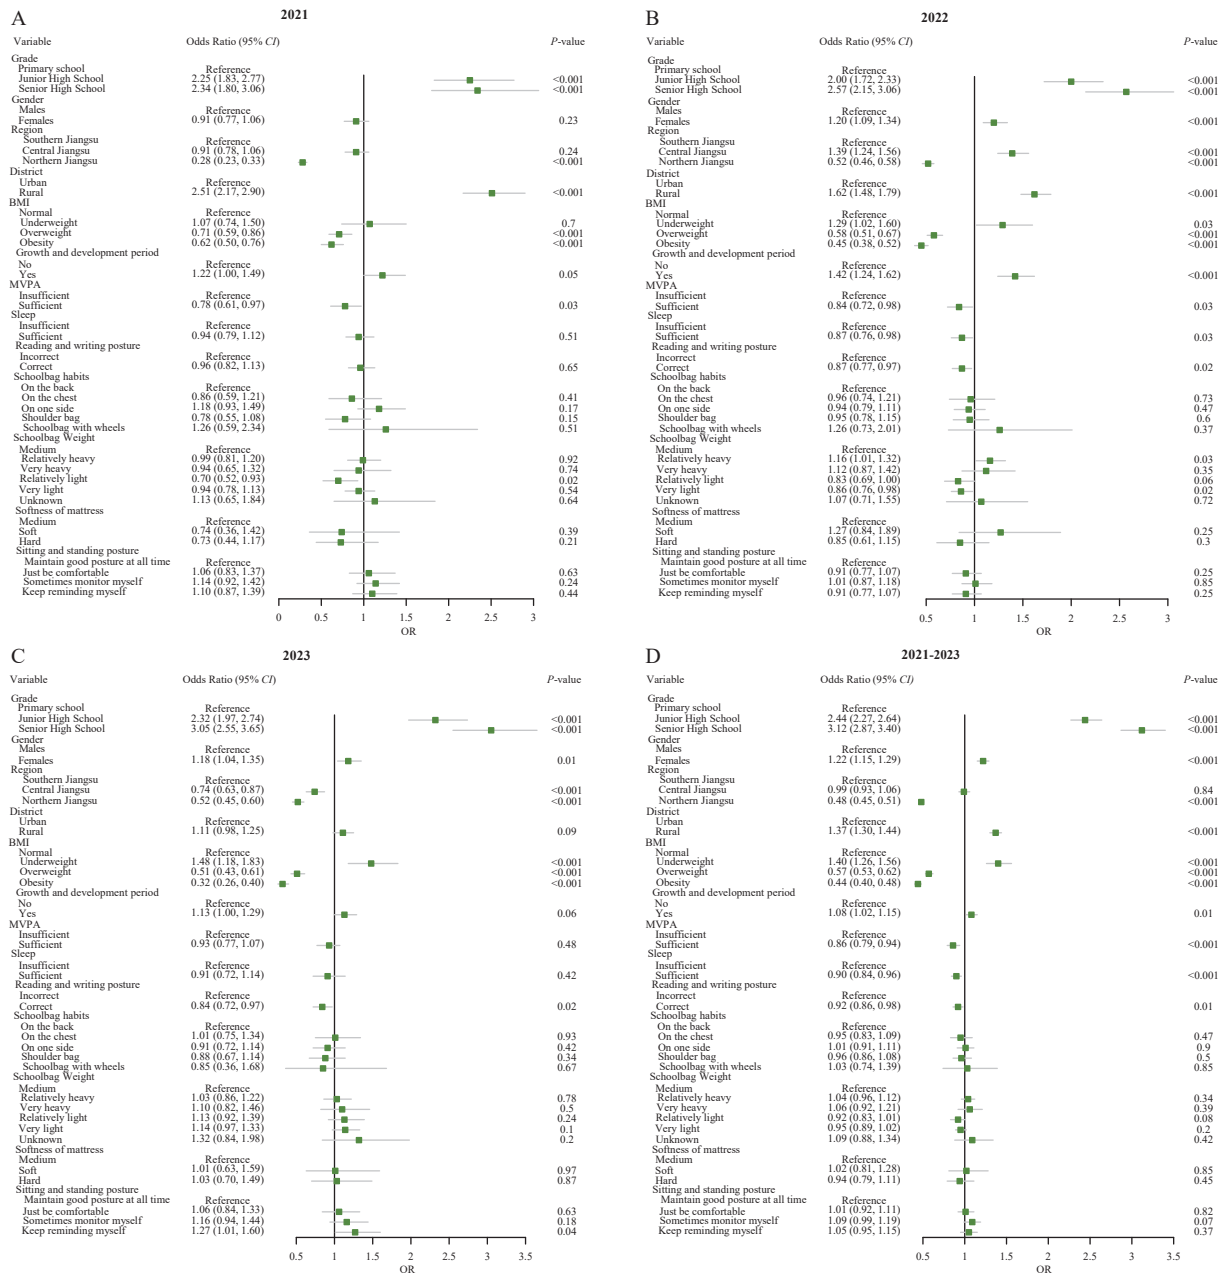 A
2021
Variable Odds Ratio (95% CI) P-value
Grade
Primary school Reference
Junior High School 2.25 (1.83, 2.77) <0.001
Senior High School 2.34 (1.80, 3.06) <0.001
Gender
Males Reference
Females 0.91 (0.77, 1.06) 0.23
Region
Southern Jiangsu Reference
Central Jiangsu 0.91 (0.78, 1.06) 0.24
Northern Jiangsu 0.28 (0.23, 0.33) <0.001
District
Urban Reference
Rural 2.51 (2.17, 2.90) <0.001
BMI
Normal Reference
Underweight 1.07 (0.74, 1.50) 0.7
Overweight 0.71 (0.59, 0.86) <0.001
Obesity 0.62 (0.50, 0.76) <0.001
Growth and development period
No Reference
Yes 1.22 (1.00, 1.49) 0.05
MVPA
Insufficient Reference
Sufficient 0.78 (0.61, 0.97) 0.03
Sleep
Insufficient Reference
Sufficient 0.94 (0.79, 1.12) 0.51
Reading and writing posture
Incorrect Reference
Correct 0.96 (0.82, 1.13) 0.65
Schoolbag habits
On the back Reference
On the chest 0.86 (0.59, 1.21) 0.41
On one side 1.18 (0.93, 1.49) 0.17
Shoulder bag 0.78 (0.55, 1.08) 0.15
Schoolbag with wheels 1.26 (0.59, 2.34) 0.51
Schoolbag Weight
Medium Reference
Relatively heavy 0.99 (0.81, 1.20) 0.92
Very heavy 0.94 (0.65, 1.32) 0.74
Relatively light 0.70 (0.52, 0.93) 0.02
Very light 0.94 (0.78, 1.13) 0.54
Unknown 1.13 (0.65, 1.84) 0.64
Softness of mattress
Medium Reference
Soft 0.74 (0.36, 1.42) 0.39
Hard 0.73 (0.44, 1.17) 0.21
Sitting and standing posture
Maintain good posture at all time Reference
Just be comfortable 1.06 (0.83, 1.37) 0.63
Sometimes monitor myself 1.14 (0.92, 1.42) 0.24
Keep reminding myself 1.10 (0.87, 1.39) 0.44
0 0.5 1 1.5 2 2.5 3
OR
B
2022
Variable Odds Ratio (95% CI) P-value
Grade
Primary school Reference
Junior High School 2.00 (1.72, 2.33) <0.001
Senior High School 2.57 (2.15, 3.06) <0.001
Gender
Males Reference
Females 1.20 (1.09, 1.34) <0.001
Region
Southern Jiangsu Reference
Central Jiangsu 1.39 (1.24, 1.56) <0.001
Northern Jiangsu 0.52 (0.46, 0.58) <0.001
District
Urban Reference
Rural 1.62 (1.48, 1.79) <0.001
BMI
Normal Reference
Underweight 1.29 (1.02, 1.60) 0.03
Overweight 0.58 (0.51, 0.67) <0.001
Obesity 0.45 (0.38, 0.52) <0.001
Growth and development period
No Reference
Yes 1.42 (1.24, 1.62) <0.001
MVPA
Insufficient Reference
Sufficient 0.84 (0.72, 0.98) 0.03
Sleep
Insufficient Reference
Sufficient 0.87 (0.76, 0.98) 0.03
Reading and writing posture
Incorrect Reference
Correct 0.87 (0.77, 0.97) 0.02
Schoolbag habits
On the back Reference
On the chest 0.96 (0.74, 1.21) 0.73
On one side 0.94 (0.79, 1.11) 0.47
Shoulder bag 0.95 (0.78, 1.15) 0.6
Schoolbag with wheels 1.26 (0.73, 2.01) 0.37
Schoolbag Weight
Medium Reference
Relatively heavy 1.16 (1.01, 1.32) 0.03
Very heavy 1.12 (0.87, 1.42) 0.35
Relatively light 0.83 (0.69, 1.00) 0.06
Very light 0.86 (0.76, 0.98) 0.02
Unknown 1.07 (0.71, 1.55) 0.72
Softness of mattress
Medium Reference
Soft 1.27 (0.84, 1.89) 0.25
Hard 0.85 (0.61, 1.15) 0.3
Sitting and standing posture
Maintain good posture at all time Reference
Just be comfortable 0.91 (0.77, 1.07) 0.25
Sometimes monitor myself 1.01 (0.87, 1.18) 0.85
Keep reminding myself 0.91 (0.77, 1.07) 0.25
0.5 1 1.5 2 2.5 3
OR
C
2023
Variable Odds Ratio (95% CI) P-value
Grade
Primary school Reference
Junior High School 2.32 (1.97, 2.74) <0.001
Senior High School 3.05 (2.55, 3.65) <0.001
Gender
Males Reference
Females 1.18 (1.04, 1.35) 0.01
Region
Southern Jiangsu Reference
Central Jiangsu 0.74 (0.63, 0.87) <0.001
Northern Jiangsu 0.52 (0.45, 0.60) <0.001
District
Urban Reference
Rural 1.11 (0.98, 1.25) 0.09
BMI
Normal Reference
Underweight 1.48 (1.18, 1.83) <0.001
Overweight 0.51 (0.43, 0.61) <0.001
Obesity 0.32 (0.26, 0.40) <0.001
Growth and development period
No Reference
Yes 1.13 (1.00, 1.29) 0.06
MVPA
Insufficient Reference
Sufficient 0.93 (0.77, 1.07) 0.48
Sleep
Insufficient Reference
Sufficient 0.91 (0.72, 1.14) 0.42
Reading and writing posture
Incorrect Reference
Correct 0.84 (0.72, 0.97) 0.02
Schoolbag habits
On the back Reference
On the chest 1.01 (0.75, 1.34) 0.93
On one side 0.91 (0.72, 1.14) 0.42
Shoulder bag 0.88 (0.67, 1.14) 0.34
Schoolbag with wheels 0.85 (0.36, 1.68) 0.67
Schoolbag Weight
Medium Reference
Relatively heavy 1.03 (0.86, 1.22) 0.78
Very heavy 1.10 (0.82, 1.46) 0.5
Relatively light 1.13 (0.92, 1.39) 0.24
Very light 1.14 (0.97, 1.33) 0.1
Unknown 1.32 (0.84, 1.98) 0.2
Softness of mattress
Medium Reference
Soft 1.01 (0.63, 1.59) 0.97
Hard 1.03 (0.70, 1.49) 0.87
Sitting and standing posture
Maintain good posture at all time Reference
Just be comfortable 1.06 (0.84, 1.33) 0.63
Sometimes monitor myself 1.16 (0.94, 1.44) 0.18
Keep reminding myself 1.27 (1.01, 1.60) 0.04
0.5 1 1.5 2 2.5 3 3.5
OR
D
2021-2023
Variable Odds Ratio (95% CI) P-value
Grade
Primary school Reference
Junior High School 2.44 (2.27, 2.64) <0.001
Senior High School 3.12 (2.87, 3.40) <0.001
Gender
Males Reference
Females 1.22 (1.15, 1.29) <0.001
Region
Southern Jiangsu Reference
Central Jiangsu 0.99 (0.93, 1.06) 0.84
Northern Jiangsu 0.48 (0.45, 0.51) <0.001
District
Urban Reference
Rural 1.37 (1.30, 1.44) <0.001
BMI
Normal Reference
Underweight 1.40 (1.26, 1.56) <0.001
Overweight 0.57 (0.53, 0.62) <0.001
Obesity 0.44 (0.40, 0.48) <0.001
Growth and development period
No Reference
Yes 1.08 (1.02, 1.15) 0.01
MVPA
Insufficient Reference
Sufficient 0.86 (0.79, 0.94) <0.001
Sleep
Insufficient Reference
Sufficient 0.90 (0.84, 0.96) <0.001
Reading and writing posture
Incorrect Reference
Correct 0.92 (0.86, 0.98) 0.01
Schoolbag habits
On the back Reference
On the chest 0.95 (0.83, 1.09) 0.47
On one side 1.01 (0.91, 1.11) 0.9
Shoulder bag 0.96 (0.86, 1.08) 0.5
Schoolbag with wheels 1.03 (0.74, 1.39) 0.85
Schoolbag Weight
Medium Reference
Relatively heavy 1.04 (0.96, 1.12) 0.34
Very heavy 1.06 (0.92, 1.21) 0.39
Relatively light 0.92 (0.83, 1.01) 0.08
Very light 0.95 (0.89, 1.02) 0.2
Unknown 1.09 (0.88, 1.34) 0.42
Softness of mattress
Medium Reference
Soft 1.02 (0.81, 1.28) 0.85
Hard 0.94 (0.79, 1.11) 0.45
Sitting and standing posture
Maintain good posture at all time Reference
Just be comfortable 1.01 (0.92, 1.11) 0.82
Sometimes monitor myself 1.09 (0.99, 1.19) 0.07
Keep reminding myself 1.05 (0.95, 1.15) 0.37
0.5 1 1.5 2 2.5 3 3.5
OR